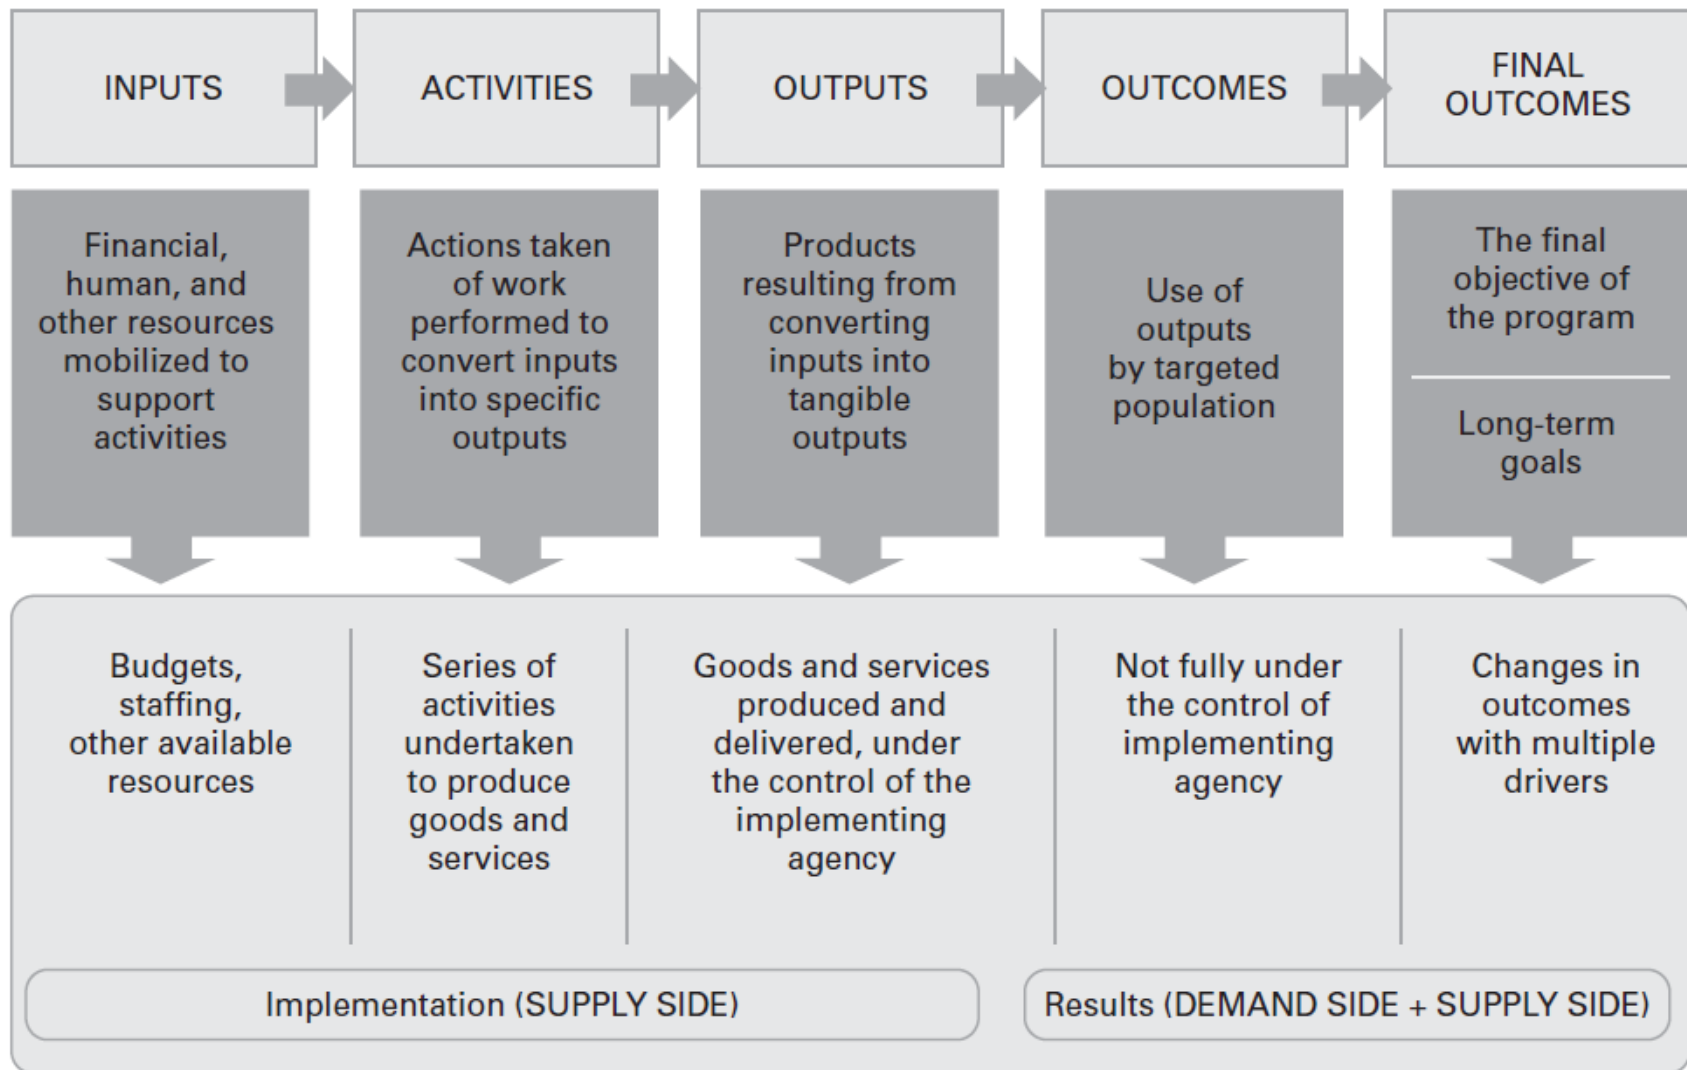 INPUTS
ACTIVITIES
OUTPUTS
OUTCOMES
FINAL
OUTCOMES
Financial,
human, and
other resources
mobilized to
support
activities
Actions taken
of work
performed to
convert inputs
into specific
outputs
Products
resulting from
converting
inputs into
tangible
outputs
Use of
outputs
by targeted
population
The final
objective of
the program
Long-term
goals
Budgets,
staffing,
other available
resources
Series of
activities
undertaken
to produce
goods and
services
Goods and services
produced and
delivered, under
the control of the
implementing
agency
Not fully under
the control of
implementing
agency
Changes in
outcomes
with multiple
drivers
Implementation (SUPPLY SIDE)
Results (DEMAND SIDE + SUPPLY SIDE)